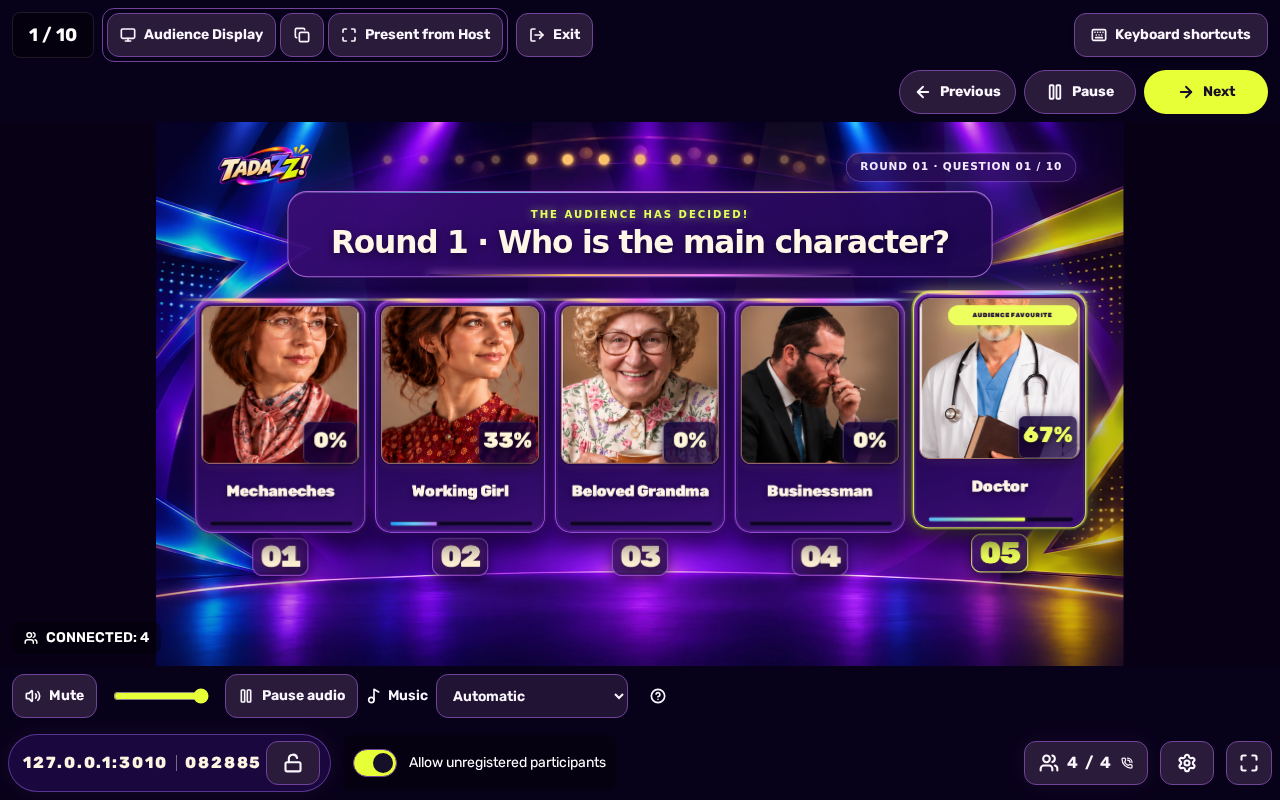 1 / 10
Audience Display
Present from Host
Exit
Keyboard shortcuts
Previous
Pause
Next
TADAZZ!
ROUND 01 · QUESTION 01 / 10
THE AUDIENCE HAS DECIDED!
Round 1 · Who is the main character?
AUDIENCE FAVOURITE
0%
33%
0%
0%
67%
Mechaneches
Working Girl
Beloved Grandma
Businessman
Doctor
01
02
03
04
05
CONNECTED: 4
Mute
Pause audio
Music
Automatic
127.0.0.1:3010
082885
Allow unregistered participants
4 / 4